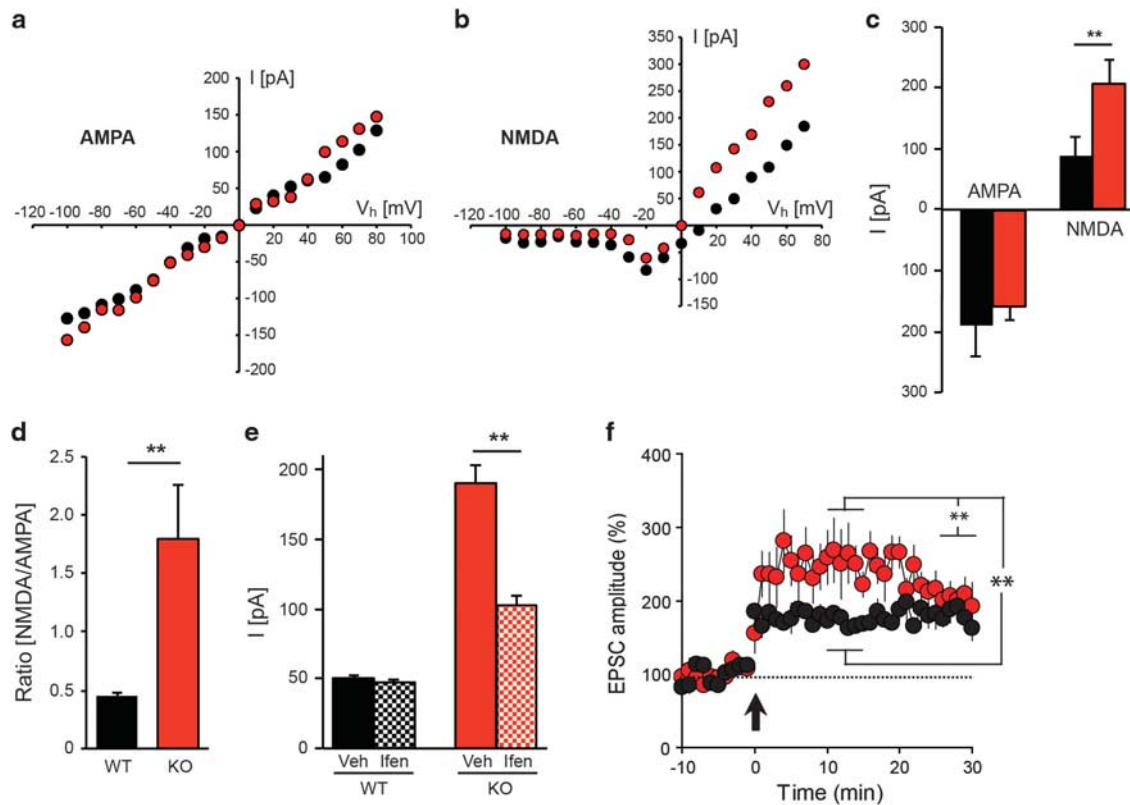 a
I [pA]
200
150
100
50
AMPA
-120 -100 -80 -60 -40 -20
Vh [mV]
20 40 60 80 100
-50
-100
-150
-200
b
I [pA]
350
300
250
200
150
100
50
NMDA
-120 -100 -80 -60 -40 -20
Vh [mV]
20 40 60 80
-50
-100
-150
c
**
300
200
100
0
100
200
300
I [pA]
AMPA
NMDA
d
**
2.5
2.0
1.5
1.0
0.5
0
Ratio [NMDA/AMPA]
WT KO
e
**
200
150
100
50
0
I [pA]
Veh Ifen Veh Ifen
WT KO
f
400
300
200
100
0
EPSC amplitude (%)
**
**
-10 0 10 20 30
Time (min)